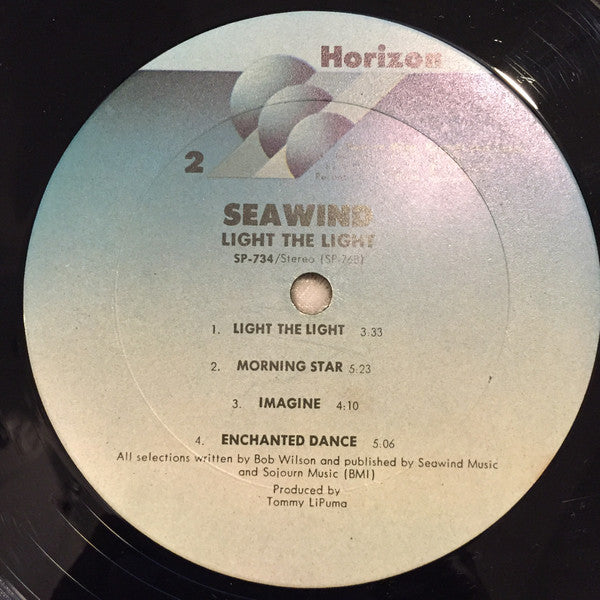 Horizon
2
SEAWIND
LIGHT THE LIGHT
SP-734/Stereo (SP-768)
1. LIGHT THE LIGHT 3:33
2. MORNING STAR 5:23
3. IMAGINE 4:10
4. ENCHANTED DANCE 5:06
All selections written by Bob Wilson and published by Seawind Music
and Sojourn Music (BMI)
Produced by
Tommy LiPuma